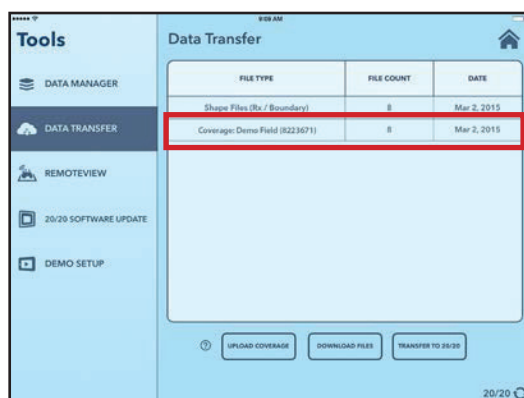 9:09 AM
Tools
Data Transfer
DATA MANAGER
DATA TRANSFER
REMOTEVIEW
20/20 SOFTWARE UPDATE
DEMO SETUP
FILE TYPE FILE COUNT DATE
Shape Files (Rx / Boundary) 8 Mar 2, 2015
Coverage: Demo Field (8223671) 8 Mar 2, 2015
? UPLOAD COVERAGE DOWNLOAD FILES TRANSFER TO 20/20
20/20